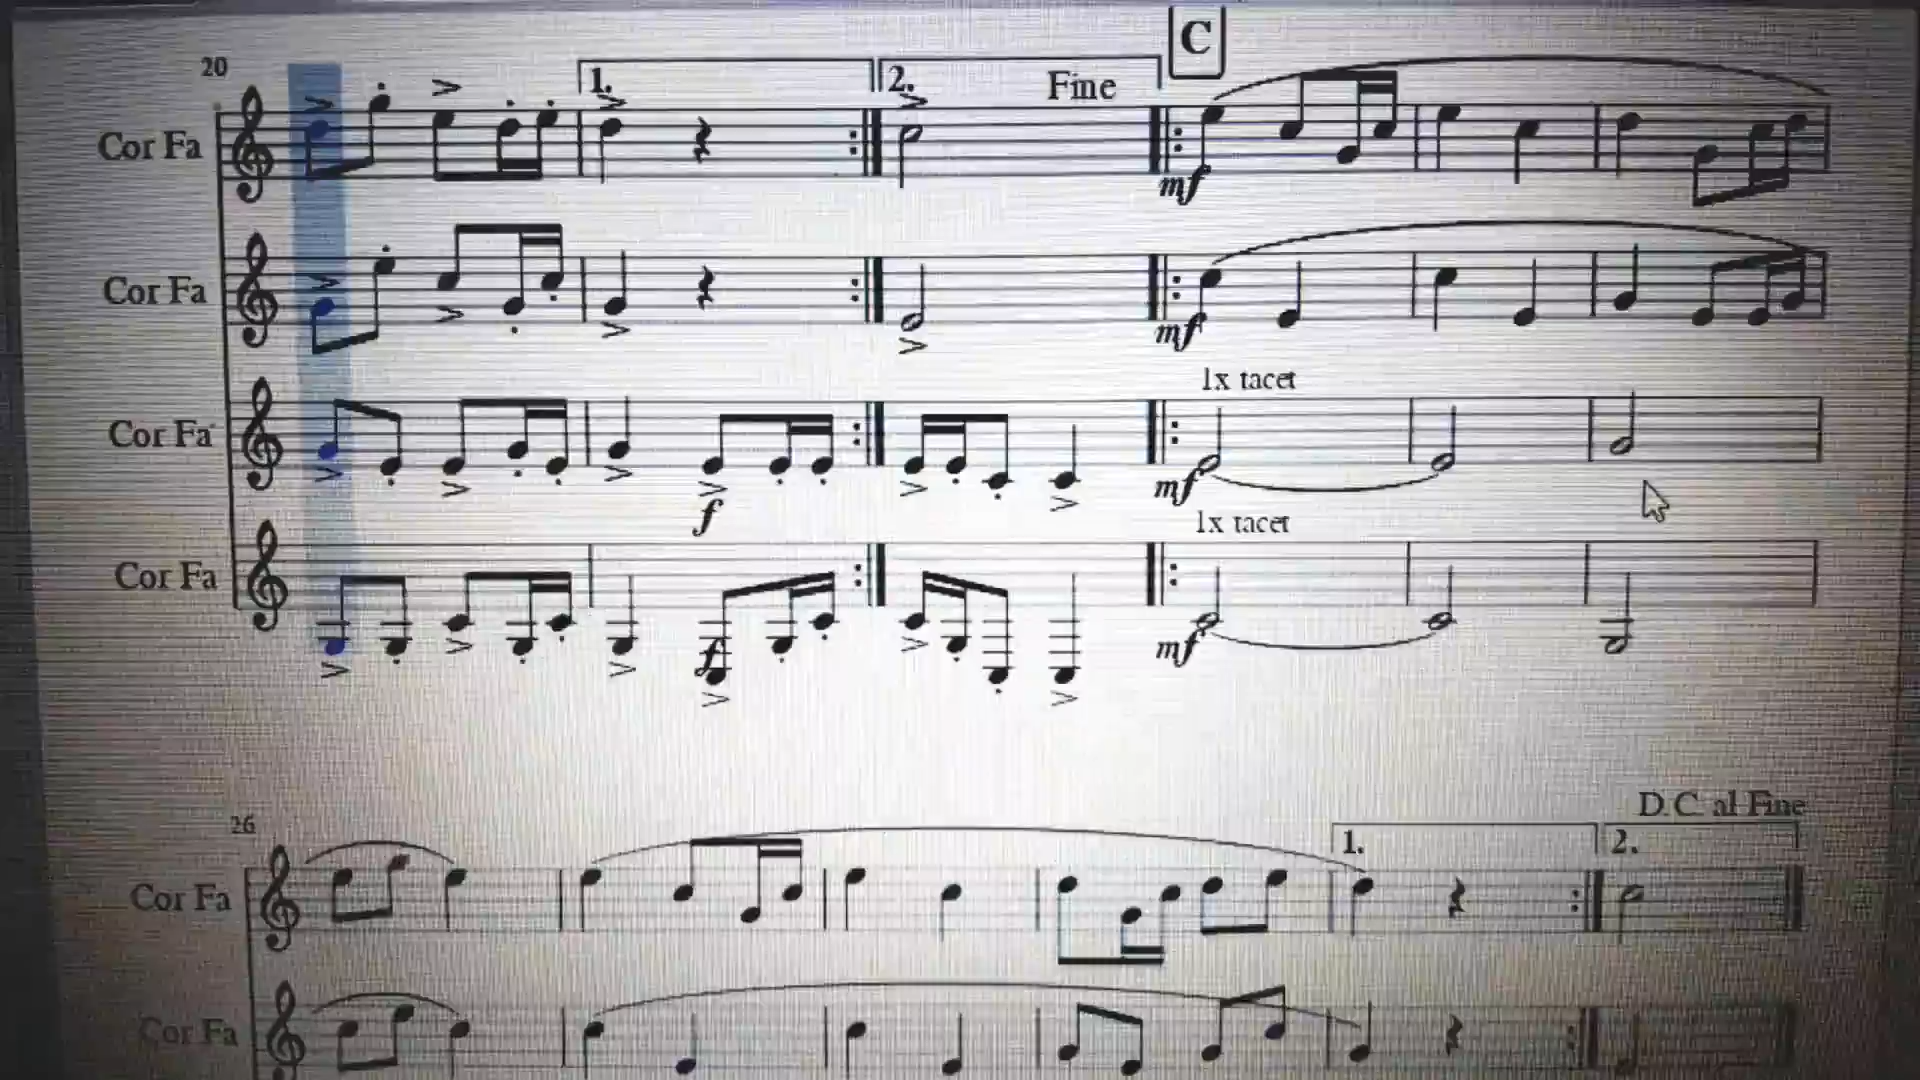 C
20
1.
2.
Fine
Cor Fa
mf
Cor Fa
mf
1x tacet
Cor Fa
f
mf
1x tacet
Cor Fa
f
mf
D.C. al Fine
26
1.
2.
Cor Fa
Cor Fa